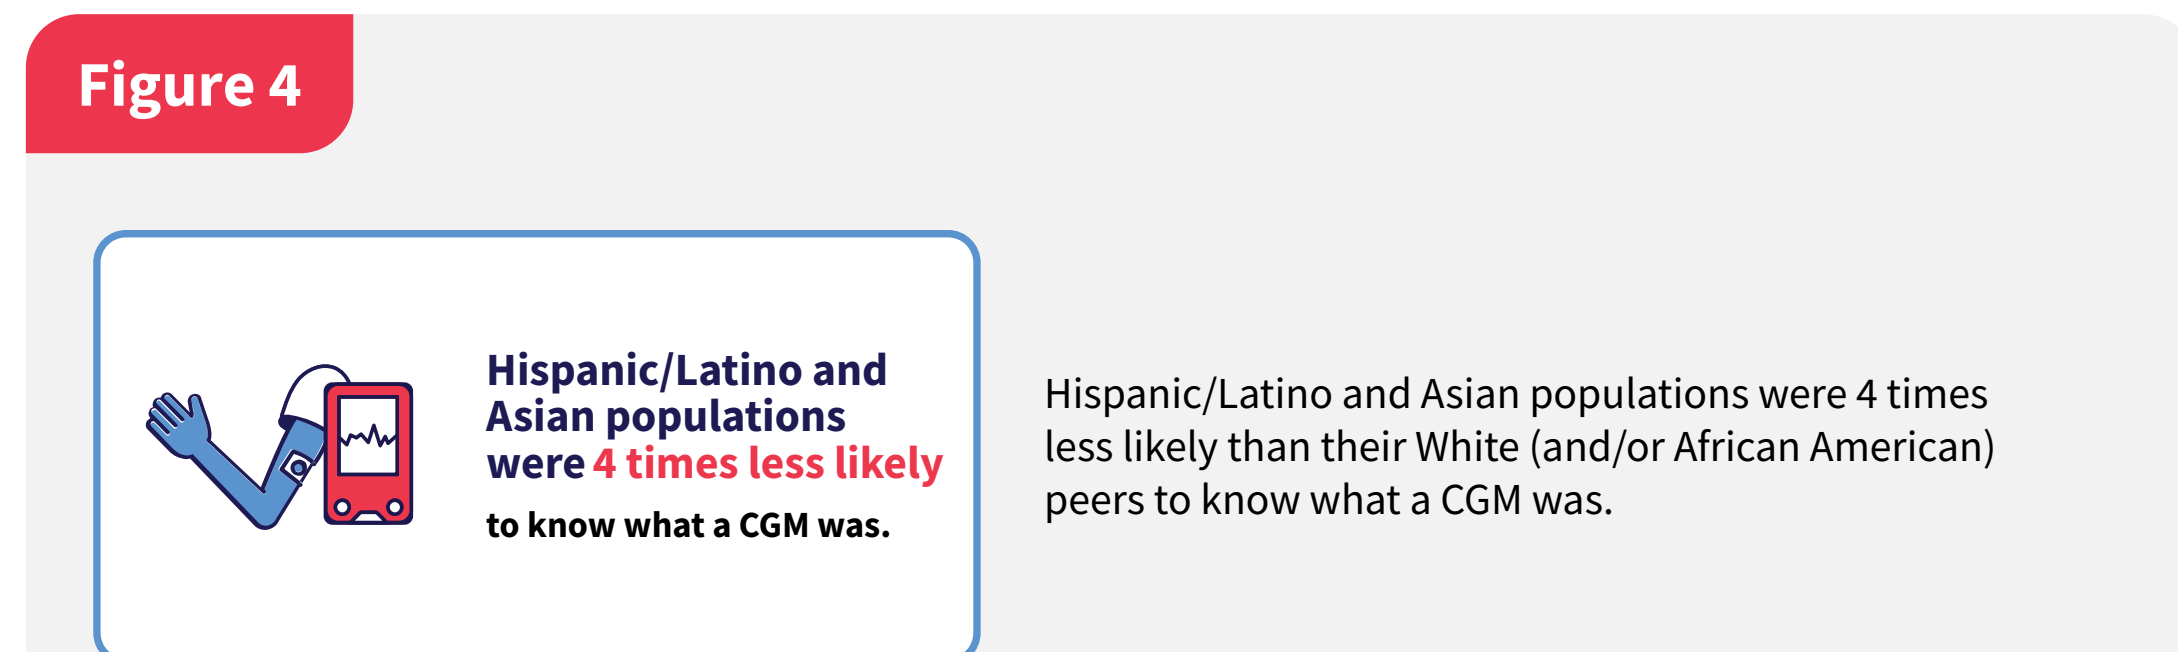 Figure 4
Hispanic/Latino and
Asian populations
were 4 times less likely
to know what a CGM was.
Hispanic/Latino and Asian populations were 4 times
less likely than their White (and/or African American)
peers to know what a CGM was.